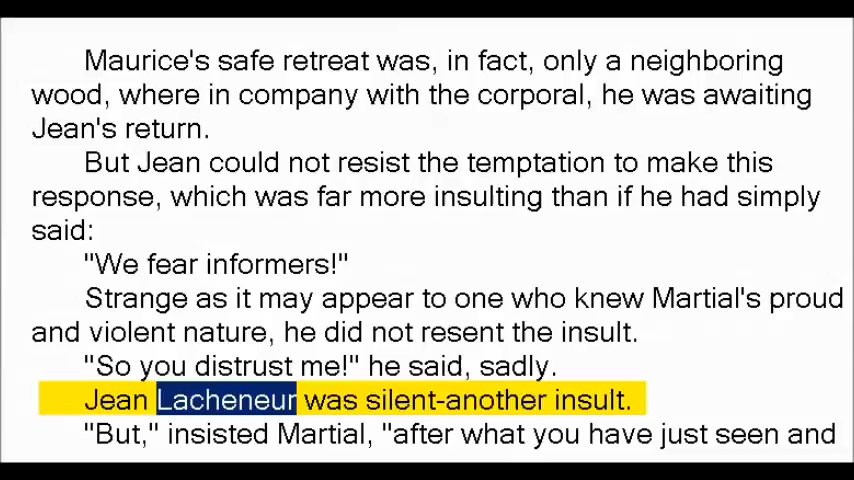 Maurice's safe retreat was, in fact, only a neighboring
wood, where in company with the corporal, he was awaiting
Jean's return.
But Jean could not resist the temptation to make this
response, which was far more insulting than if he had simply
said:
"We fear informers!"
Strange as it may appear to one who knew Martial's proud
and violent nature, he did not resent the insult.
"So you distrust me!" he said, sadly.
Jean Lacheneur was silent-another insult.
"But," insisted Martial, "after what you have just seen and